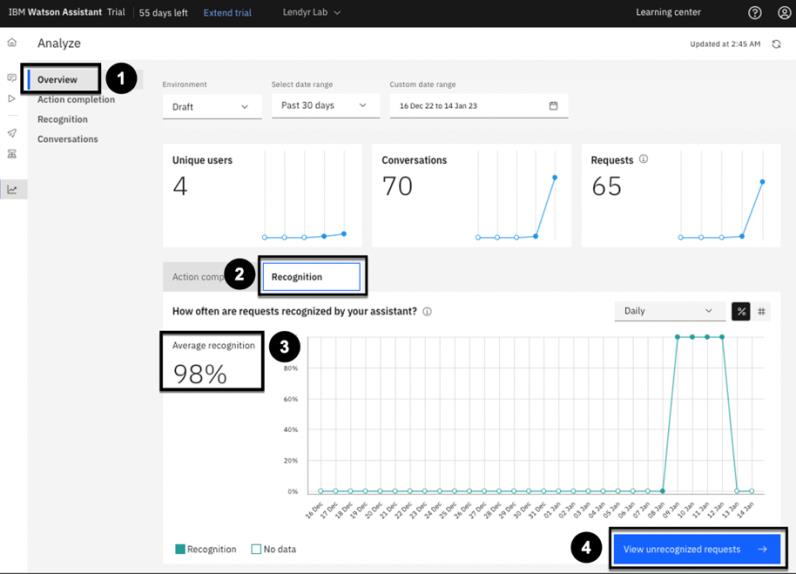 IBM Watson Assistant Trial 55 days left Extend trial Lendyr Lab Learning center
Analyze
Updated at 2:45 AM
Overview 1
Action completion
Recognition
Conversations
Environment Select date range Custom date range
Draft Past 30 days 16 Dec 22 to 14 Jan 23
Unique users
4
Conversations
70
Requests
65
Action comp 2 Recognition
How often are requests recognized by your assistant?
Daily % #
Average recognition 3
98%
80%
60%
40%
20%
0%
16 Dec 17 Dec 18 Dec 19 Dec 20 Dec 21 Dec 22 Dec 23 Dec 24 Dec 25 Dec 26 Dec 27 Dec 28 Dec 29 Dec 30 Dec 31 Dec 01 Jan 02 Jan 03 Jan 04 Jan 05 Jan 06 Jan 07 Jan 08 Jan 09 Jan 10 Jan 11 Jan 12 Jan 13 Jan 14 Jan
Recognition No data
4 View unrecognized requests